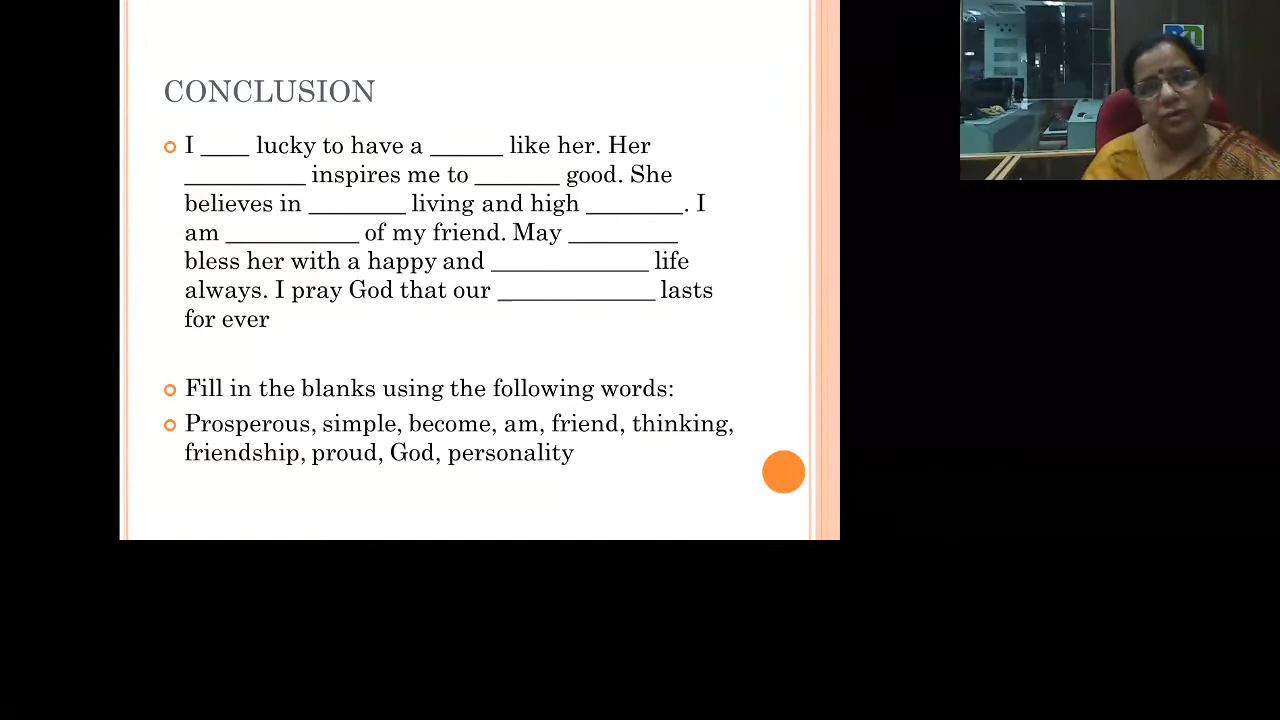 CONCLUSION
I ____ lucky to have a ______ like her. Her
__________ inspires me to _______ good. She
believes in ________ living and high ________. I
am ___________ of my friend. May _________
bless her with a happy and _____________ life
always. I pray God that our _____________ lasts
for ever
Fill in the blanks using the following words:
Prosperous, simple, become, am, friend, thinking,
friendship, proud, God, personality